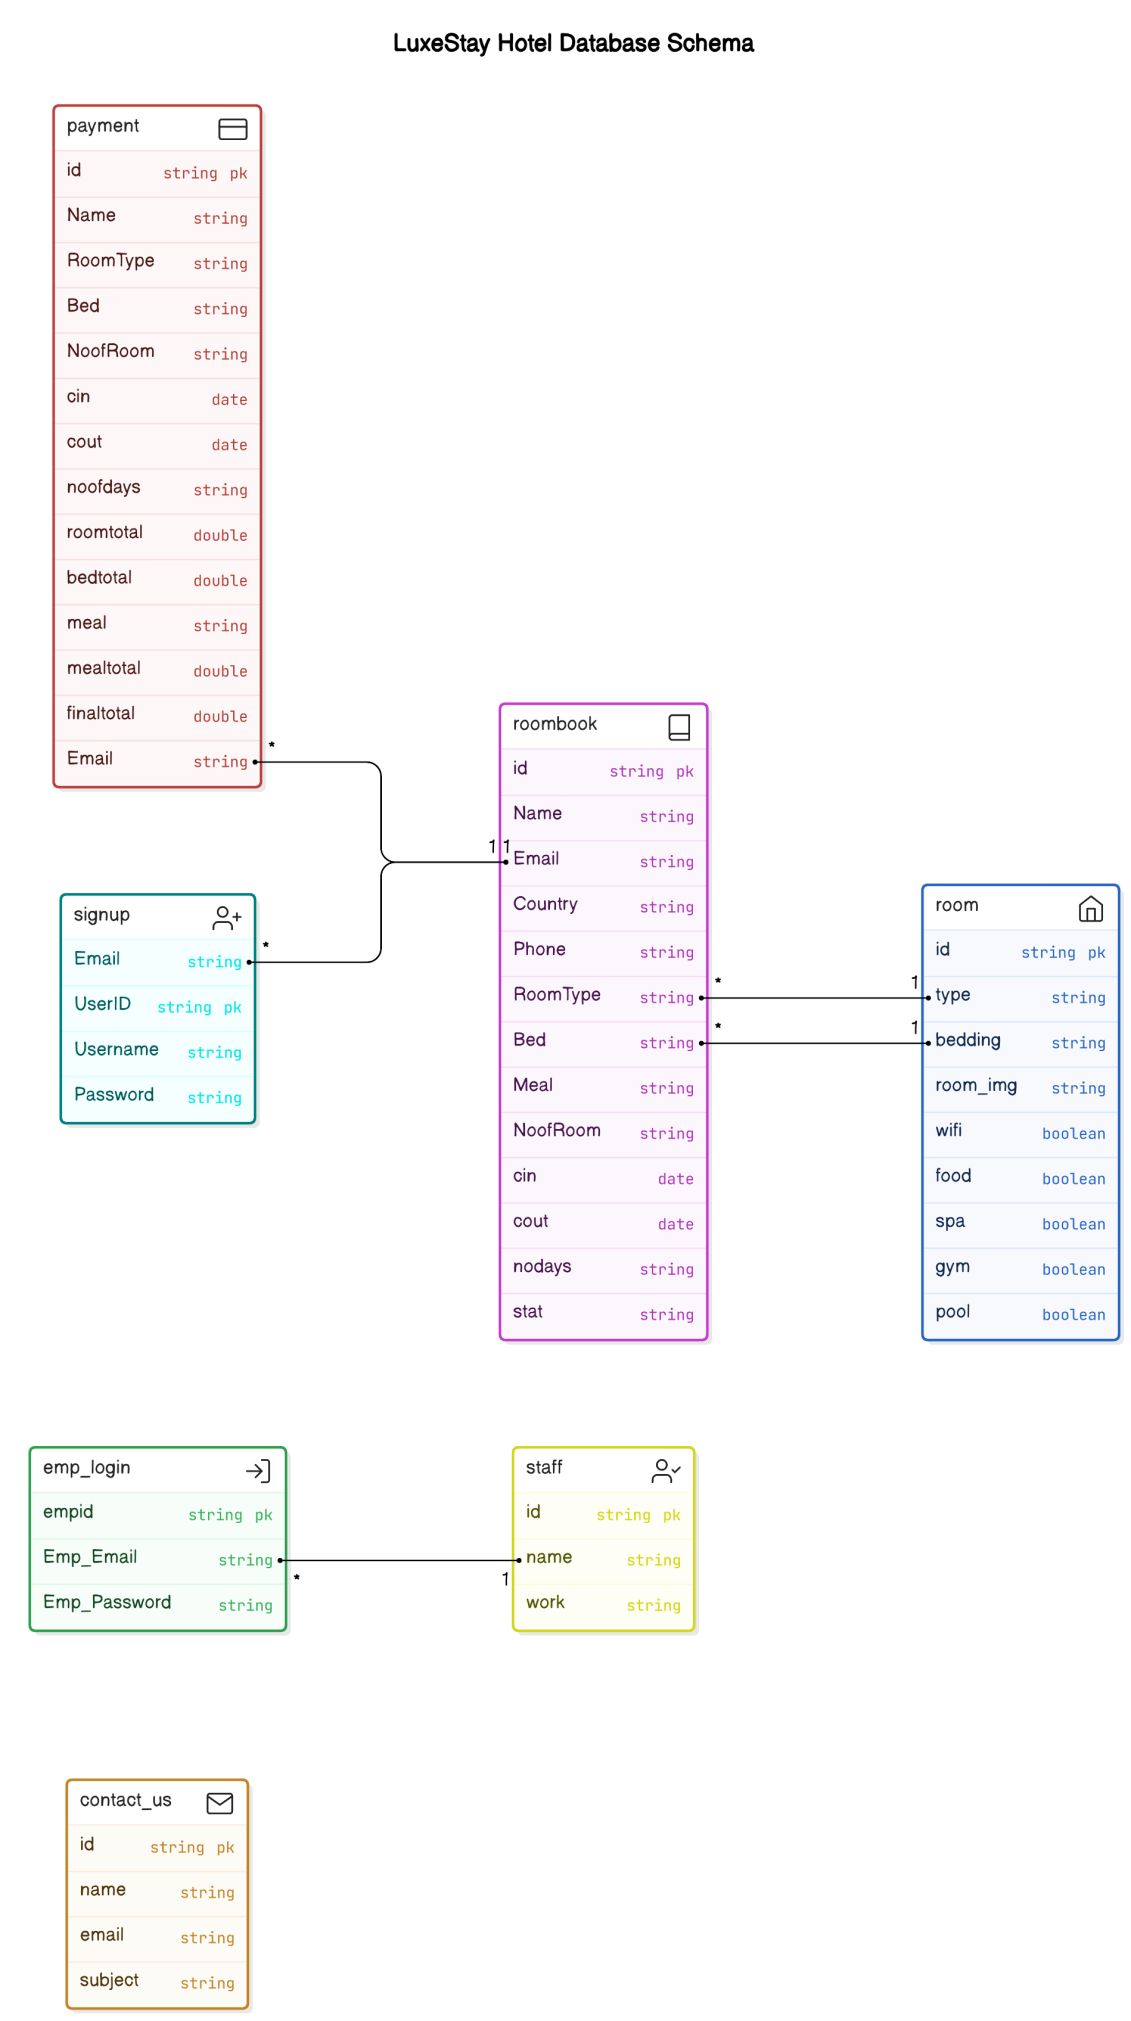 LuxeStay Hotel Database Schema
payment
id string pk
Name string
RoomType string
Bed string
NoofRoom string
cin date
cout date
noofdays string
roomtotal double
bedtotal double
meal string
mealtotal double
finaltotal double
Email string
*
signup
Email string
*
UserID string pk
Username string
Password string
roombook
id string pk
Name string
1 1
Email string
Country string
Phone string
RoomType string
* 1
Bed string
* 1
Meal string
NoofRoom string
cin date
cout date
nodays string
stat string
room
id string pk
type string
bedding string
room_img string
wifi boolean
food boolean
spa boolean
gym boolean
pool boolean
emp_login
empid string pk
Emp_Email string
* 1
Emp_Password string
staff
id string pk
name string
work string
contact_us
id string pk
name string
email string
subject string